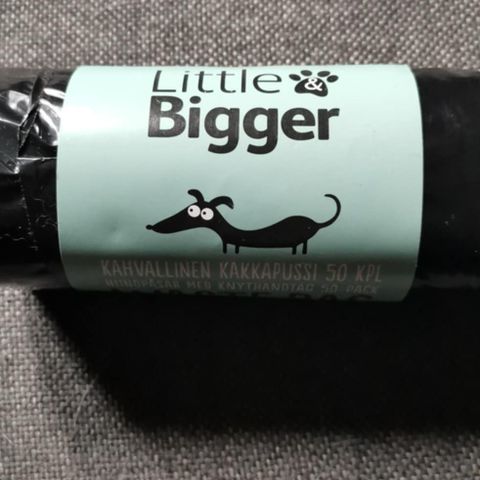 Little &
Bigger
KAHVALLINEN KAKKAPUSSI 50 KPL
HUNDPÅSAR MED KNYTHANDTAG 50-PACK